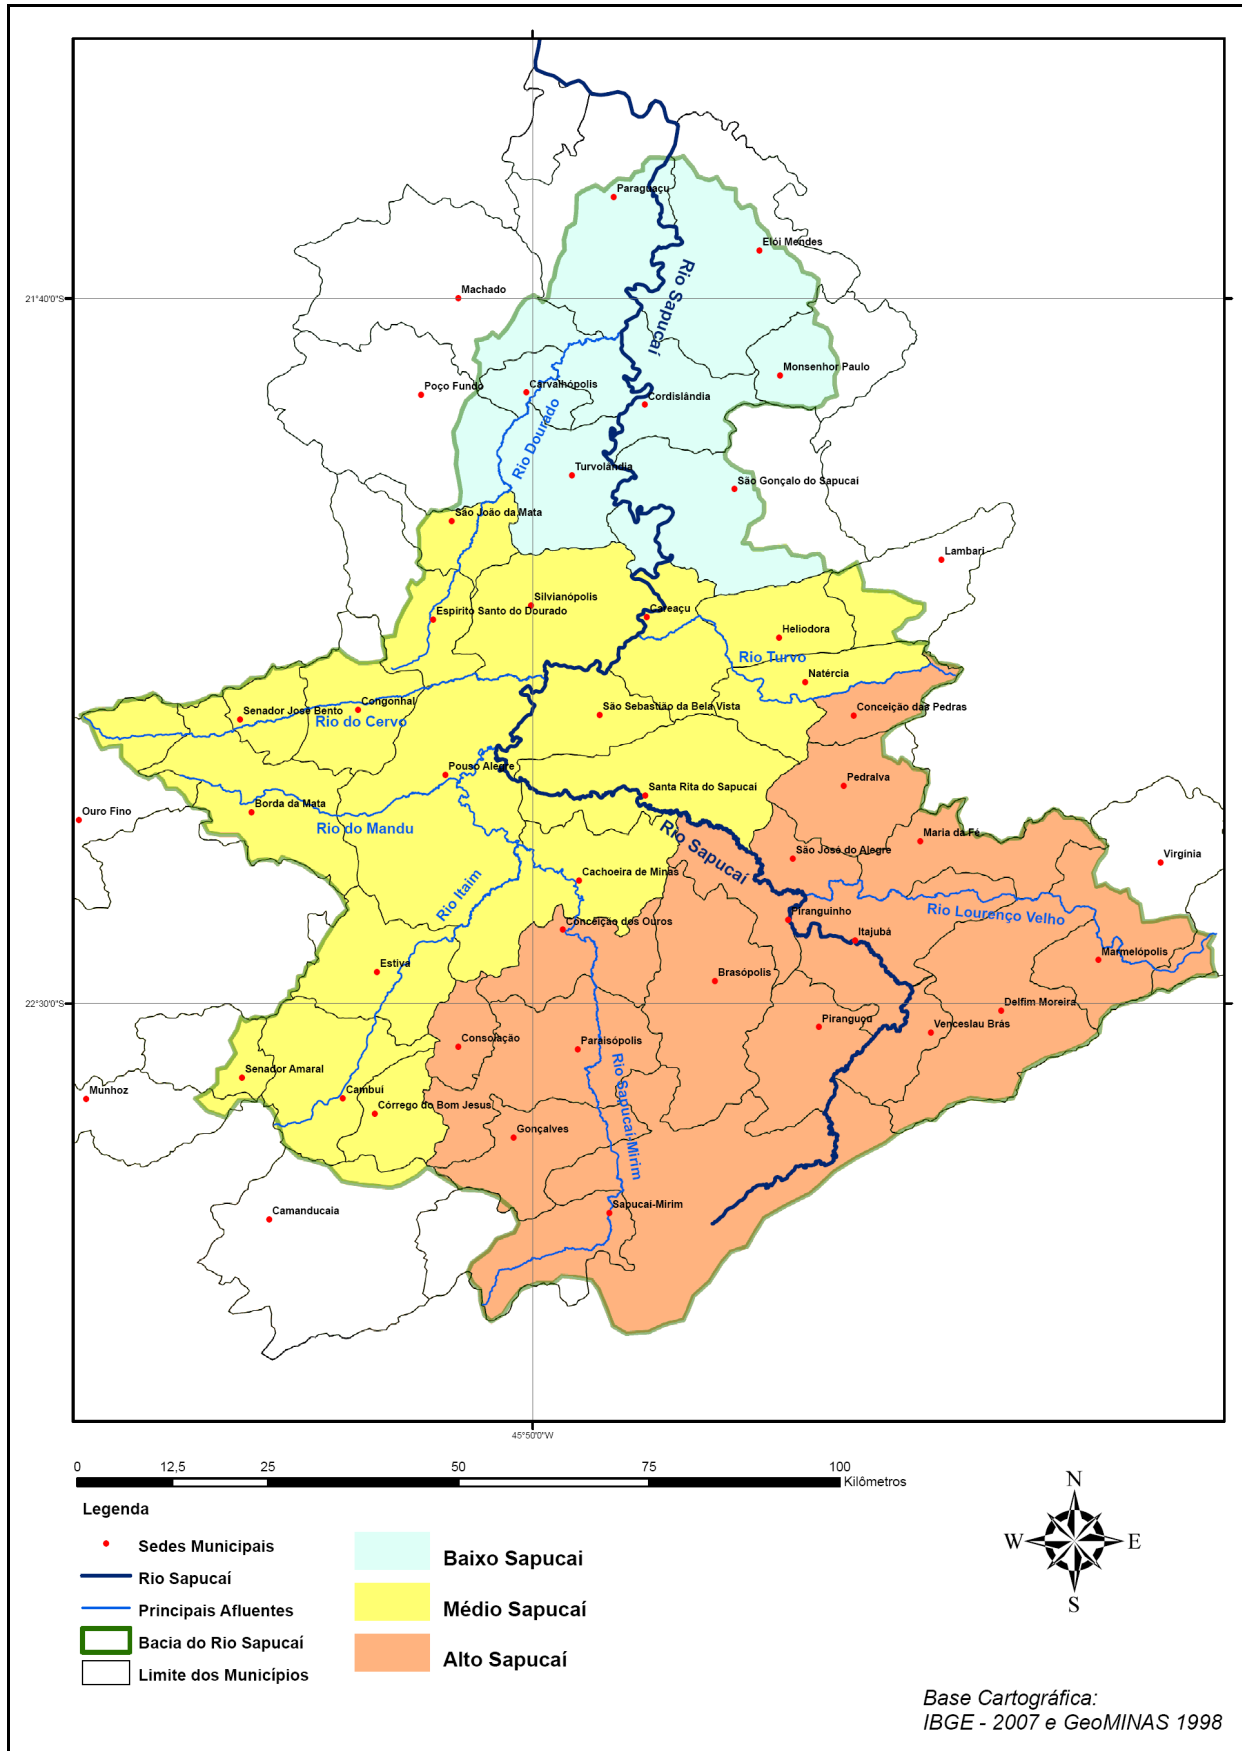 Paraguaçu
Elói Mendes
Rio Sapucaí
21°40'0"S
Machado
Monsenhor Paulo
Poço Fundo
Carvalhópolis
Cordislândia
Rio Dourado
Turvolândia
São Gonçalo do Sapucaí
São João da Mata
Lambari
Silvianópolis
Espírito Santo do Dourado
Careaçu
Heliodora
Rio Turvo
Natércia
Senador José Bento
Congonhal
São Sebastião da Bela Vista
Conceição das Pedras
Rio do Cervo
Pouso Alegre
Pedralva
Santa Rita do Sapucaí
Ouro Fino
Borda da Mata
Rio do Mandu
Rio Sapucaí
Maria da Fé
São José do Alegre
Virgínia
Cachoeira de Minas
Rio Itaim
Rio Lourenço Velho
Piranguinho
Conceição dos Ouros
Itajubá
Estiva
Brasópolis
Marmelópolis
22°30'0"S
Delfim Moreira
Piranguçu
Venceslau Brás
Consolação
Paraisópolis
Senador Amaral
Munhoz
Cambuí
Córrego do Bom Jesus
Rio Sapucaí-Mirim
Gonçalves
Camanducaia
Sapucaí-Mirim
45°50'0"W
0 12,5 25 50 75 100
Kilômetros
N
W E
S
Legenda
Sedes Municipais
Rio Sapucaí
Principais Afluentes
Bacia do Rio Sapucaí
Limite dos Municípios
Baixo Sapucai
Médio Sapucaí
Alto Sapucaí
Base Cartográfica:
IBGE - 2007 e GeoMINAS 1998